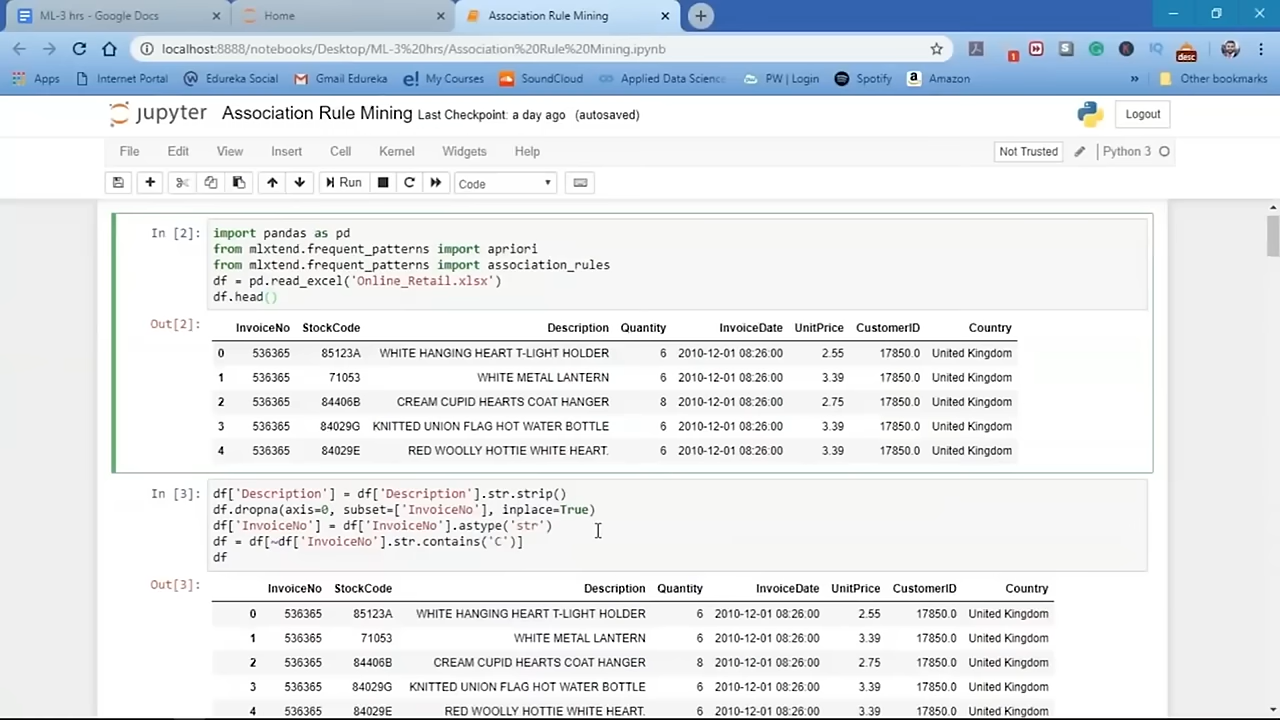 ML-3 hrs - Google Docs
Home
Association Rule Mining
localhost:8888/notebooks/Desktop/ML-3%20hrs/Association%20Rule%20Mining.ipynb
1
desc
Apps Internet Portal Edureka Social Gmail Edureka My Courses SoundCloud Applied Data Scienc PW | Login Spotify Amazon » Other bookmarks
jupyter Association Rule Mining Last Checkpoint: a day ago (autosaved) Logout
File Edit View Insert Cell Kernel Widgets Help Not Trusted Python 3
Run Code
In [2]: import pandas as pd
from mlxtend.frequent_patterns import apriori
from mlxtend.frequent_patterns import association_rules
df = pd.read_excel('Online_Retail.xlsx')
df.head()
Out[2]: InvoiceNo StockCode Description Quantity InvoiceDate UnitPrice CustomerID Country
0 536365 85123A WHITE HANGING HEART T-LIGHT HOLDER 6 2010-12-01 08:26:00 2.55 17850.0 United Kingdom
1 536365 71053 WHITE METAL LANTERN 6 2010-12-01 08:26:00 3.39 17850.0 United Kingdom
2 536365 84406B CREAM CUPID HEARTS COAT HANGER 8 2010-12-01 08:26:00 2.75 17850.0 United Kingdom
3 536365 84029G KNITTED UNION FLAG HOT WATER BOTTLE 6 2010-12-01 08:26:00 3.39 17850.0 United Kingdom
4 536365 84029E RED WOOLLY HOTTIE WHITE HEART. 6 2010-12-01 08:26:00 3.39 17850.0 United Kingdom
In [3]: df['Description'] = df['Description'].str.strip()
df.dropna(axis=0, subset=['InvoiceNo'], inplace=True)
df['InvoiceNo'] = df['InvoiceNo'].astype('str')
df = df[~df['InvoiceNo'].str.contains('C')]
df
Out[3]: InvoiceNo StockCode Description Quantity InvoiceDate UnitPrice CustomerID Country
0 536365 85123A WHITE HANGING HEART T-LIGHT HOLDER 6 2010-12-01 08:26:00 2.55 17850.0 United Kingdom
1 536365 71053 WHITE METAL LANTERN 6 2010-12-01 08:26:00 3.39 17850.0 United Kingdom
2 536365 84406B CREAM CUPID HEARTS COAT HANGER 8 2010-12-01 08:26:00 2.75 17850.0 United Kingdom
3 536365 84029G KNITTED UNION FLAG HOT WATER BOTTLE 6 2010-12-01 08:26:00 3.39 17850.0 United Kingdom
4 536365 84029E RED WOOLLY HOTTIE WHITE HEART. 6 2010-12-01 08:26:00 3.39 17850.0 United Kingdom